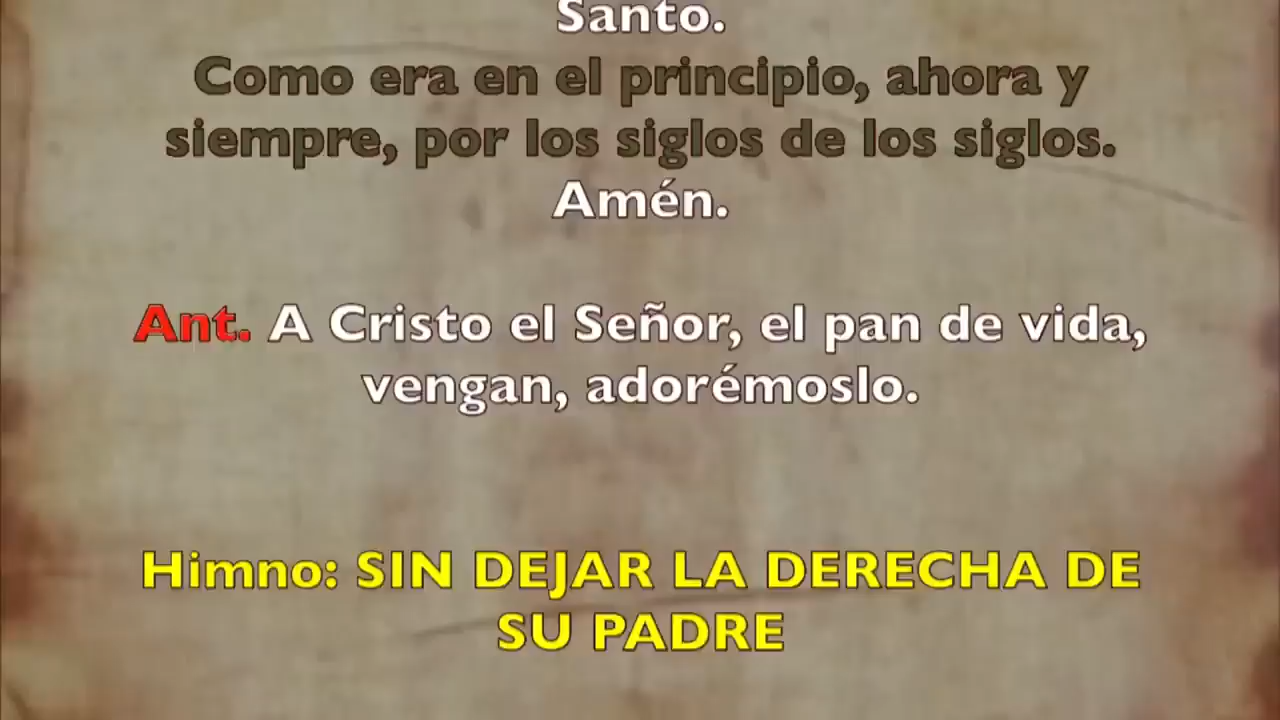 Santo.
Como era en el principio, ahora y
siempre, por los siglos de los siglos.
Amén.
Ant. A Cristo el Señor, el pan de vida,
vengan, adorémoslo.
Himno: SIN DEJAR LA DERECHA DE
SU PADRE